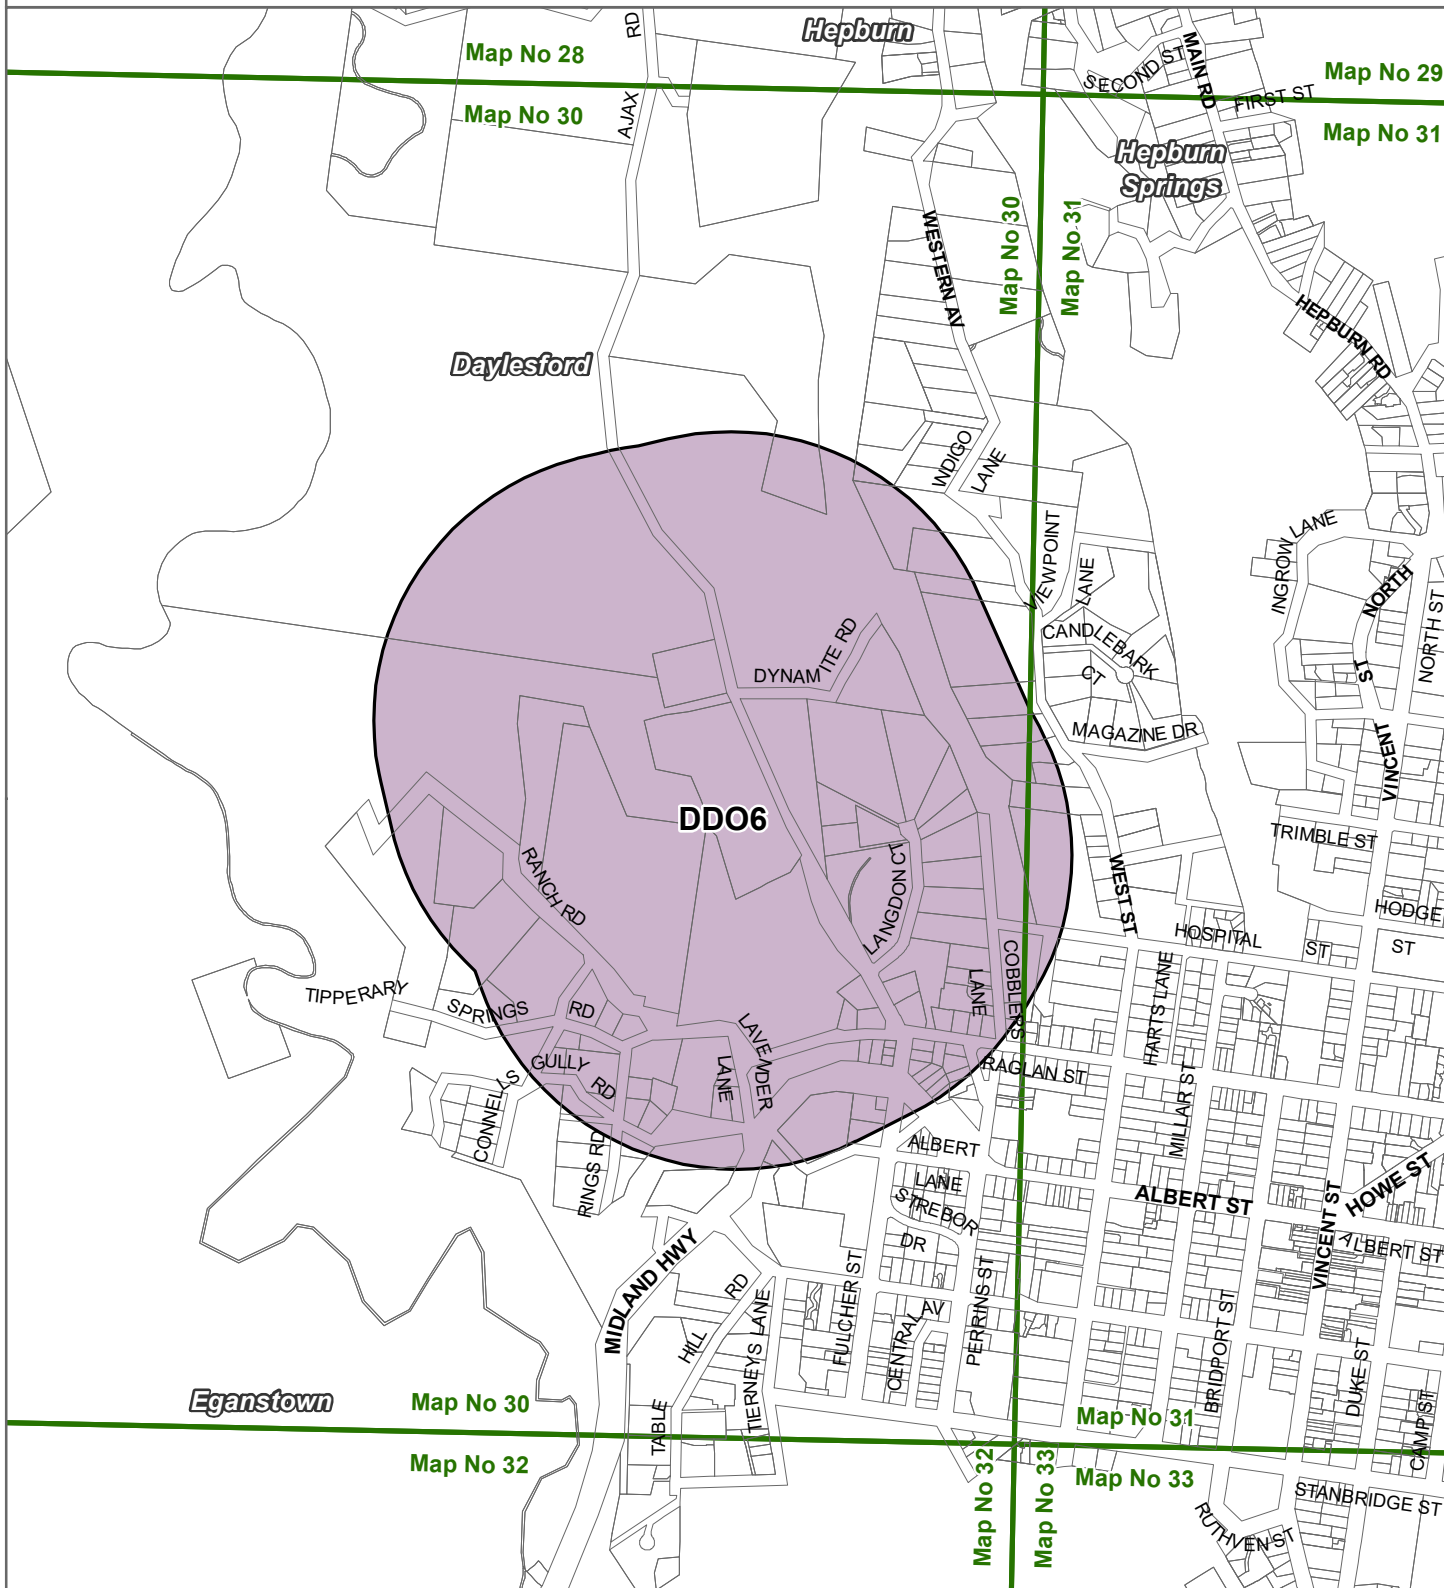 Hepburn
RD
Map No 28
MAIN RD
SECOND ST
Map No 29
AJAX
Map No 30
FIRST ST
Map No 31
Hepburn
Springs
WESTERN AV
Map No 30
Map No 31
HEPBURN RD
Daylesford
INDIGO
LANE
VIEWPOINT
LANE
INGROW LANE
NORTH
ST
NORTH ST
CANDLEBARK
CT
DYNAMITE RD
MAGAZINE DR
VINCENT
DDO6
TRIMBLE ST
RANCH RD
LANGDON CT
WEST ST
HODGE
ST
HOSPITAL
ST
COBBLERS
LANE
HARTS LANE
TIPPERARY
SPRINGS
RD
LAVENDER
LANE
GULLY
RD
RAGLAN ST
CONNELLS
MILLAR ST
RINGS RD
ALBERT
LANE
ALBERT ST
HOWE ST
STREBOR
DR
VINCENT ST
ALBERT ST
MIDLAND HWY
HILL
RD
TIERNEYS LANE
FULCHER ST
CENTRAL AV
PERRINS ST
BRIDPORT ST
DUKE ST
CAMP ST
TABLE
Eganstown
Map No 30
Map No 31
Map No 32
Map No 32
Map No 33
Map No 33
STANBRIDGE ST
RUTHVEN ST